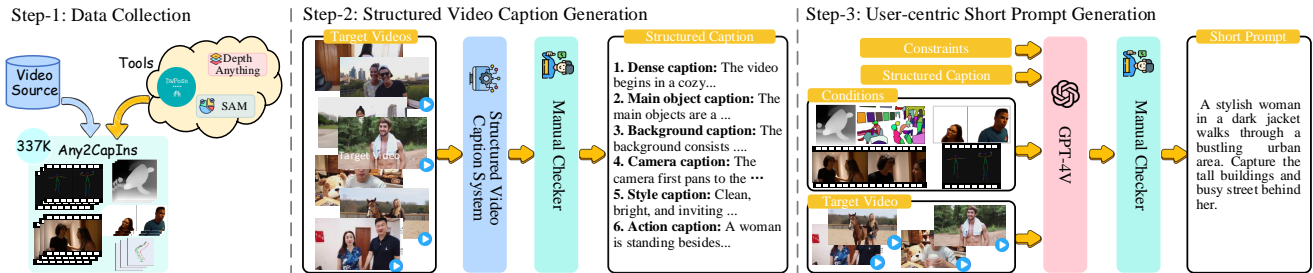 Step-1: Data Collection
Video
Source
Tools
DWPose
Depth
Anything
SAM
337K
Any2CapIns
Step-2: Structured Video Caption Generation
Target Videos
Target Video
Structured Video
Caption System
Manual Checker
Structured Caption
1. Dense caption: The video
begins in a cozy...
2. Main object caption: The
main objects are a ...
3. Background caption: The
background consists ....
4. Camera caption: The
camera first pans to the ···
5. Style caption: Clean,
bright, and inviting ...
6. Action caption: A woman
is standing besides...
Step-3: User-centric Short Prompt Generation
Constraints
Structured Caption
Conditions
Target Video
GPT-4V
Manual Checker
Short Prompt
A stylish woman
in a dark jacket
walks through a
bustling urban
area. Capture the
tall buildings and
busy street behind
her.